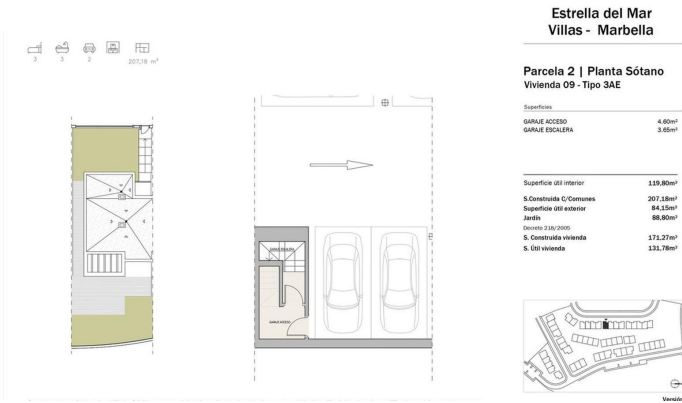 Estrella del Mar
Villas - Marbella
3 3 2 207,18 m²
Parcela 2 | Planta Sótano
Vivienda 09 - Tipo 3AE
Superficies
GARAJE ACCESO 4.60m²
GARAJE ESCALERA 3.65m²
Superficie útil interior 119,80m²
S.Construida C/Comunes 207,18m²
Superficie útil exterior 84,15m²
Jardín 88,80m²
Decreto 218/2005
S. Construida vivienda 171,27m²
S. Útil vivienda 131,78m²
GARAJE ESCALERA
GARAJE ACCESO
Versión